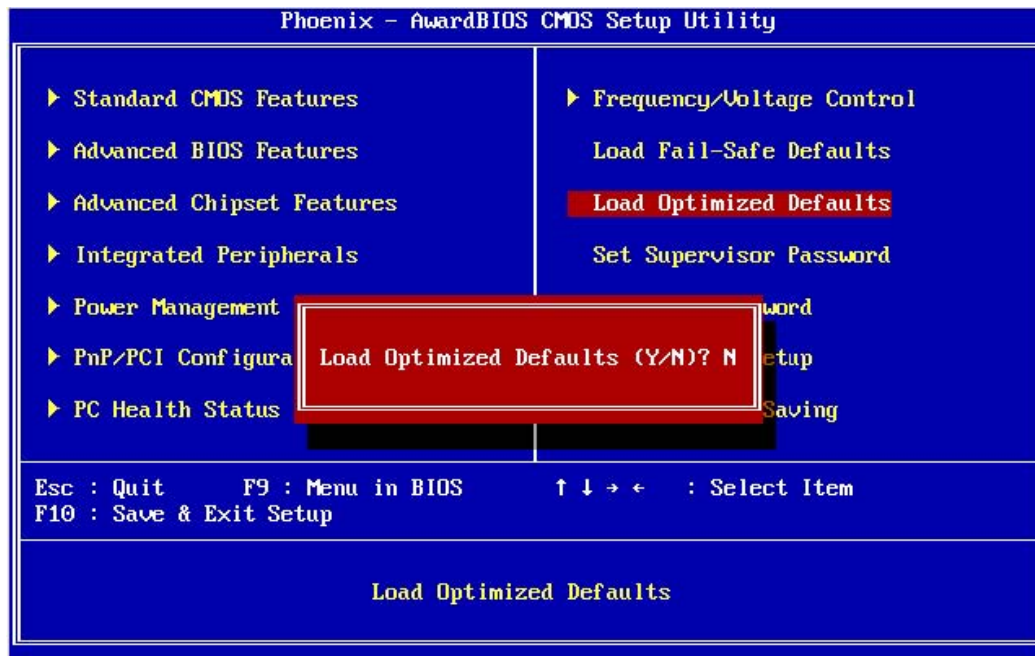 Phoenix - AwardBIOS CMOS Setup Utility
Standard CMOS Features
Advanced BIOS Features
Advanced Chipset Features
Integrated Peripherals
Power Management
PnP/PCI Configura
PC Health Status
Frequency/Voltage Control
Load Fail-Safe Defaults
Load Optimized Defaults
Set Supervisor Password
word
etup
Saving
Load Optimized Defaults (Y/N)? N
Esc : Quit F9 : Menu in BIOS ↑ ↓ → ← : Select Item
F10 : Save & Exit Setup
Load Optimized Defaults